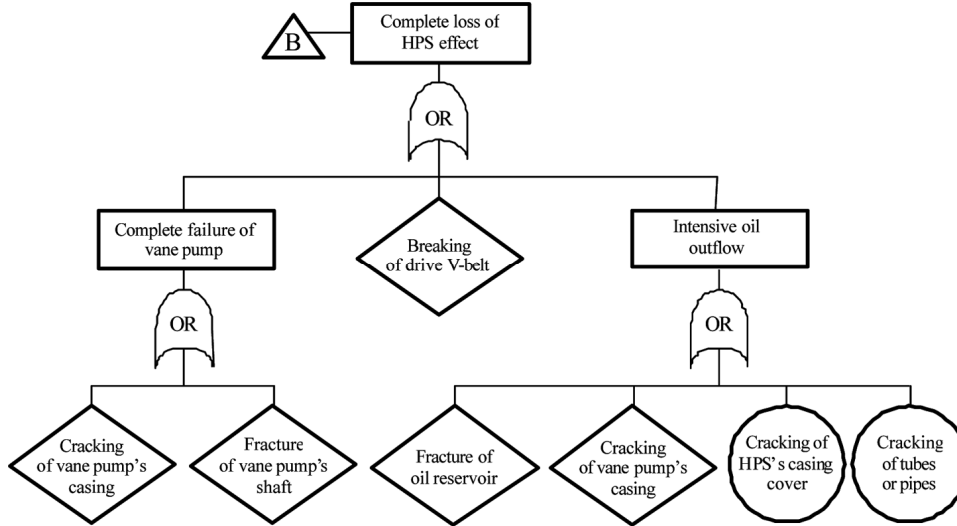 Complete loss of
HPS effect
B
OR
Complete failure of
vane pump
Breaking
of drive V-belt
Intensive oil
outflow
OR
OR
Cracking
of vane pump's
casing
Fracture
of vane pump's
shaft
Fracture of
oil reservoir
Cracking
of vane pump's
casing
Cracking of
HPS's casing
cover
Cracking
of tubes
or pipes